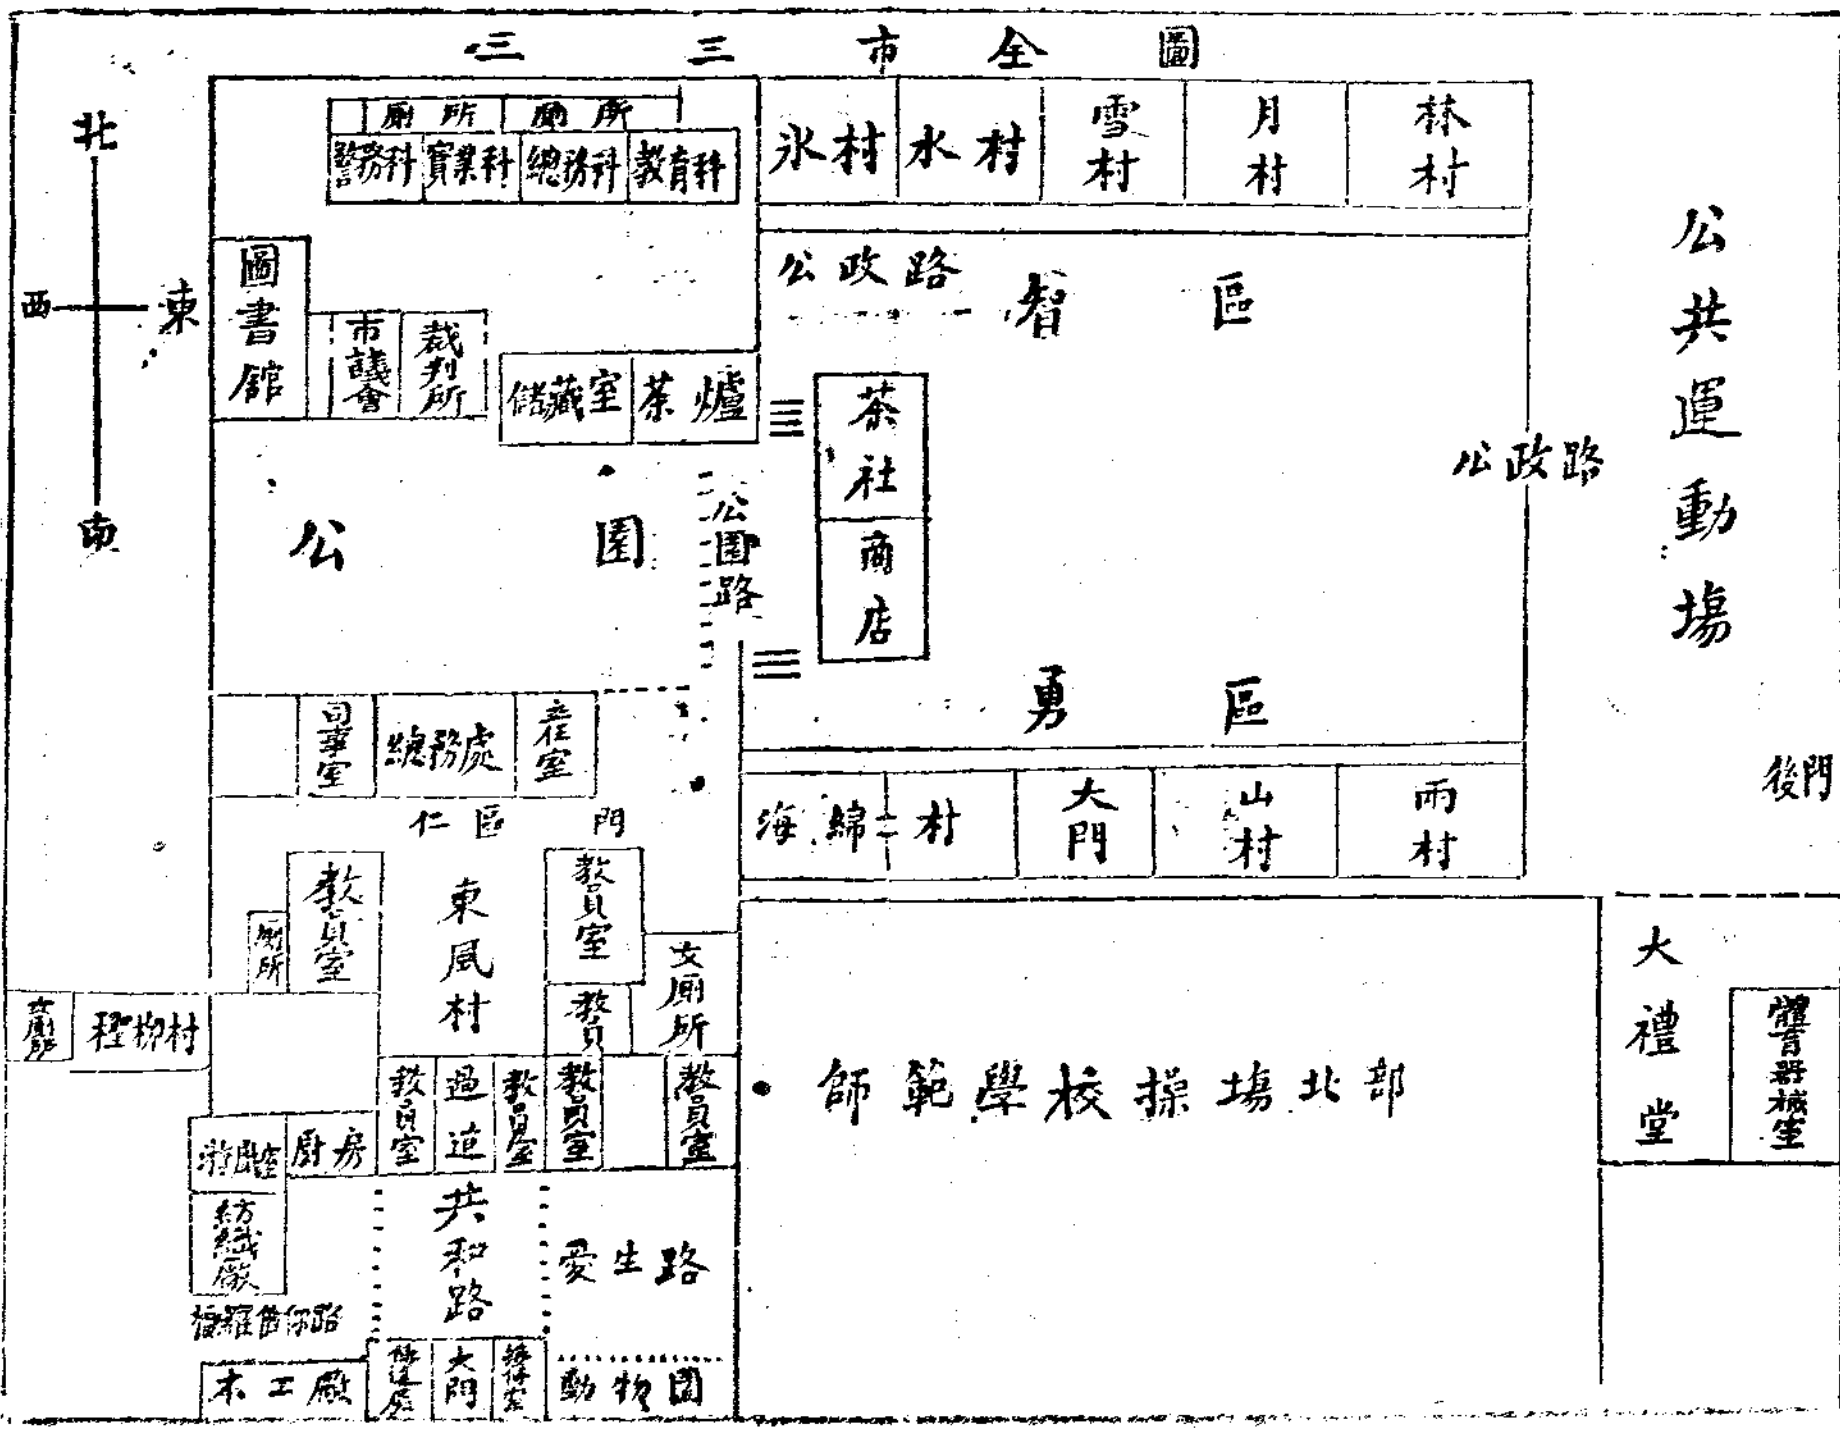 三三市全圖
北
西
東
南
廁所
廁所
警務科
實業科
總務科
教育科
氷村
水村
雪村
月村
林村
圖書館
市議會
裁判所
儲藏室
茶爐
公政路
智區
公共運動場
茶社
商店
公政路
公園
公園路
勇區
後門
司事室
總務處
主任室
仁區
門
海綿村
大門
山村
雨村
教員室
廁所
東風村
教員室
女廁所
教員
檉柳村
教員室
過道
教員室
教員室
教員室
師範學校操場北部
大禮堂
體育器械室
廚房
紡織廠
共和路
愛生路
木工廠
大門
動物園